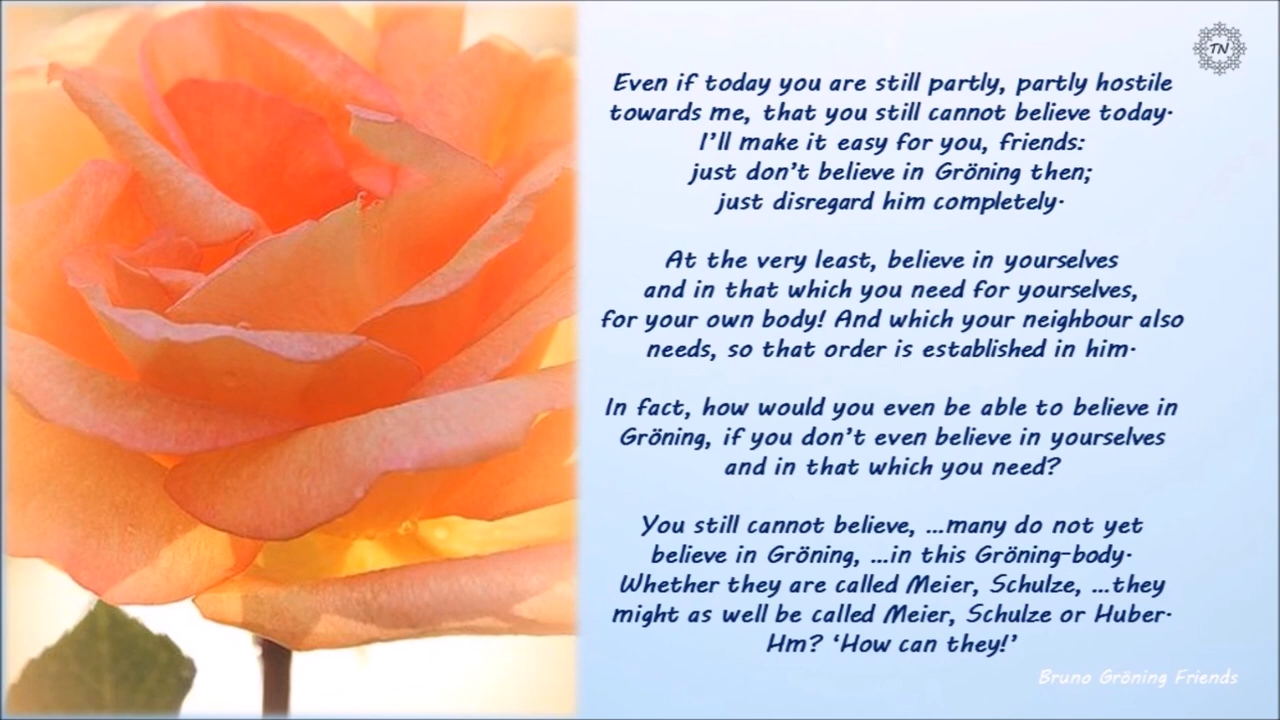 TN
Even if today you are still partly, partly hostile
towards me, that you still cannot believe today.
I'll make it easy for you, friends:
just don't believe in Gröning then;
just disregard him completely.
At the very least, believe in yourselves
and in that which you need for yourselves,
for your own body! And which your neighbour also
needs, so that order is established in him.
In fact, how would you even be able to believe in
Gröning, if you don't even believe in yourselves
and in that which you need?
You still cannot believe, ...many do not yet
believe in Gröning, ...in this Gröning-body.
Whether they are called Meier, Schulze, ...they
might as well be called Meier, Schulze or Huber.
Hm? 'How can they!'
Bruno Gröning Friends